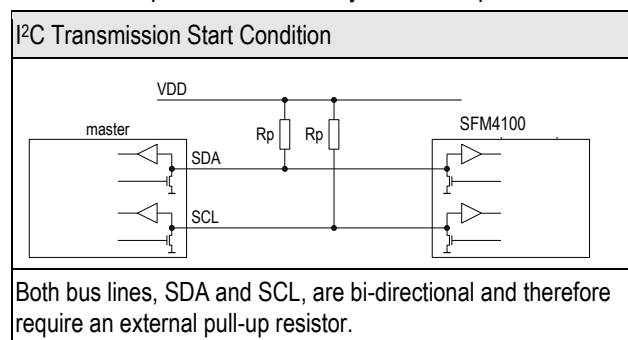 I²C Transmission Start Condition
VDD
master
Rp
Rp
SFM4100
SDA
SCL
Both bus lines, SDA and SCL, are bi-directional and therefore
require an external pull-up resistor.